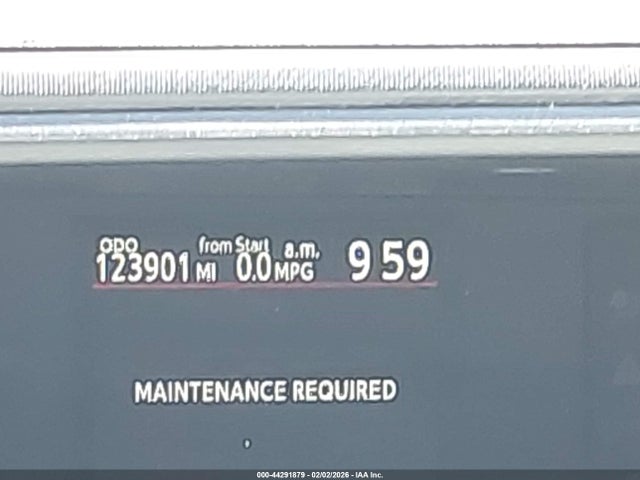 ODO from Start a.m. 9 59
123901 MI 0.0 MPG
MAINTENANCE REQUIRED
000-44291879 - 02/02/2026 - IAA Inc.